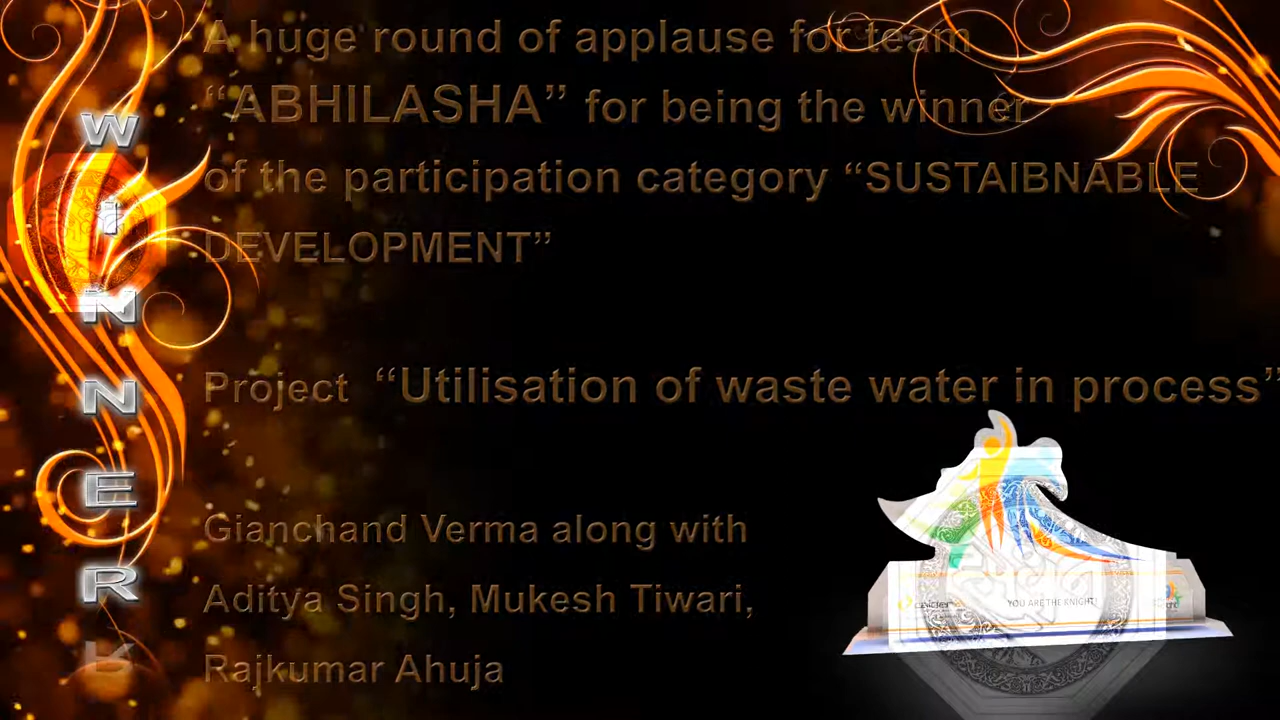 A huge round of applause for team
“ABHILASHA” for being the winner
of the participation category “SUSTAIBNABLE
DEVELOPMENT”
Project “Utilisation of waste water in process”
Gianchand Verma along with
Aditya Singh, Mukesh Tiwari,
Rajkumar Ahuja
WiNNER
YOU ARE THE KNIGHT!